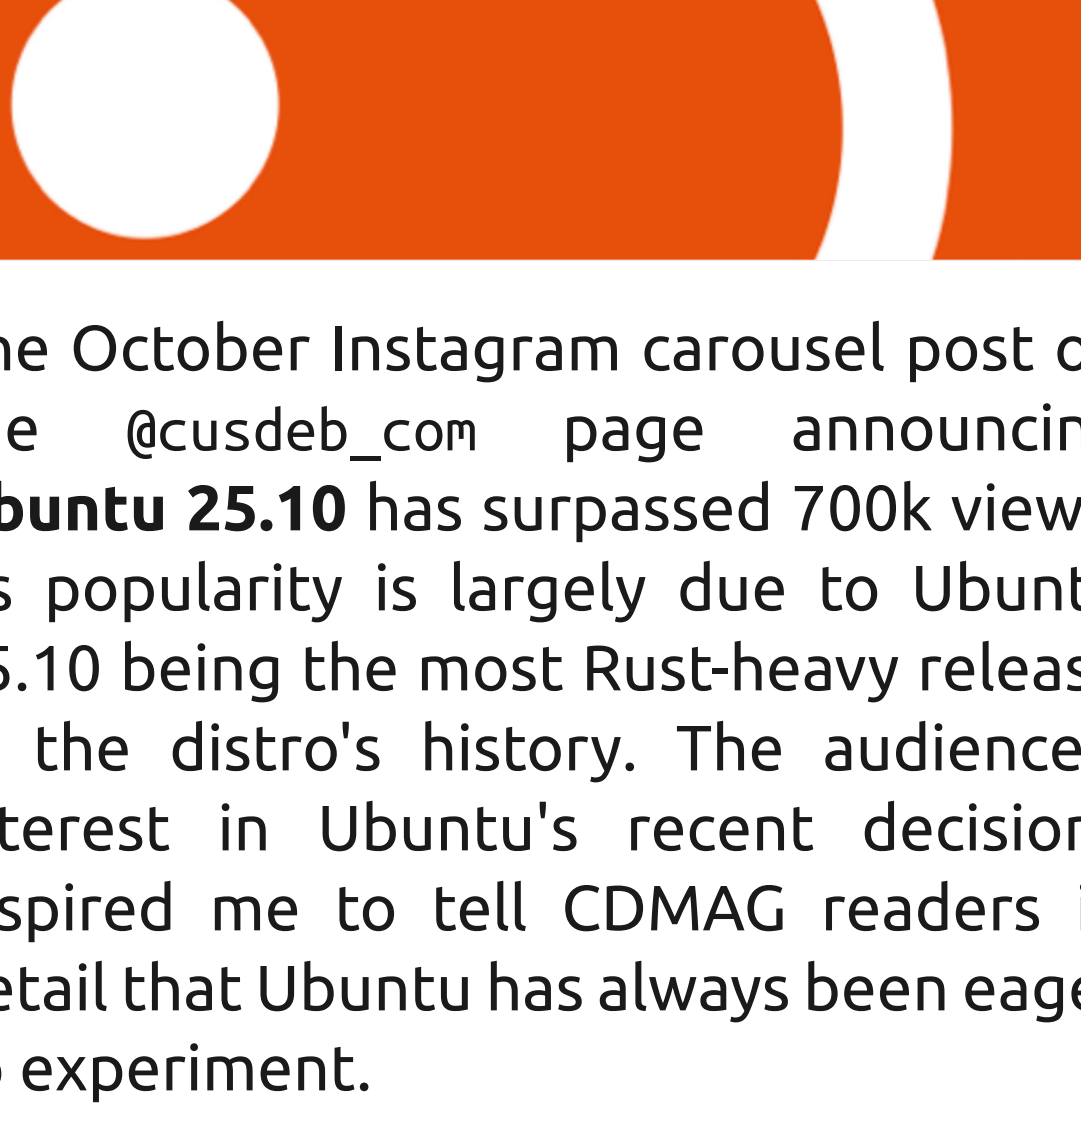 he October Instagram carousel post o
e @cusdeb_com page announcin
buntu 25.10 has surpassed 700k view
s popularity is largely due to Ubunt
5.10 being the most Rust-heavy releas
the distro's history. The audience
terest in Ubuntu's recent decision
spired me to tell CDMAG readers i
etail that Ubuntu has always been eage
o experiment.